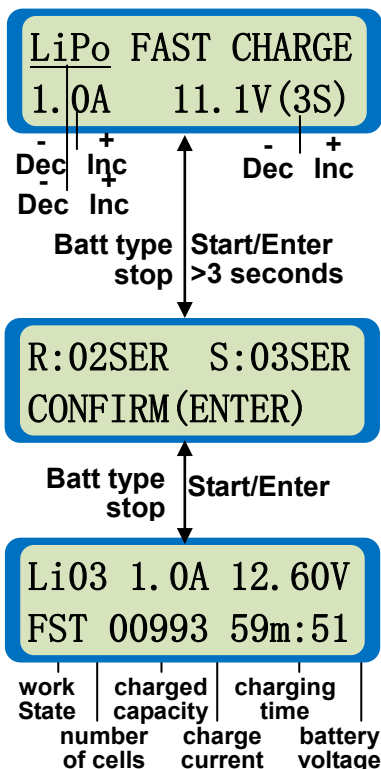 LiPo FAST CHARGE
1.0A 11.1V(3S)
- + - +
Dec Inc Dec Inc
- +
Dec Inc
Batt type Start/Enter
stop >3 seconds
R:02SER S:03SER
CONFIRM(ENTER)
Batt type Start/Enter
stop
Li03 1.0A 12.60V
FST 00993 59m:51
work charged charging
State capacity time
number charge battery
of cells current voltage